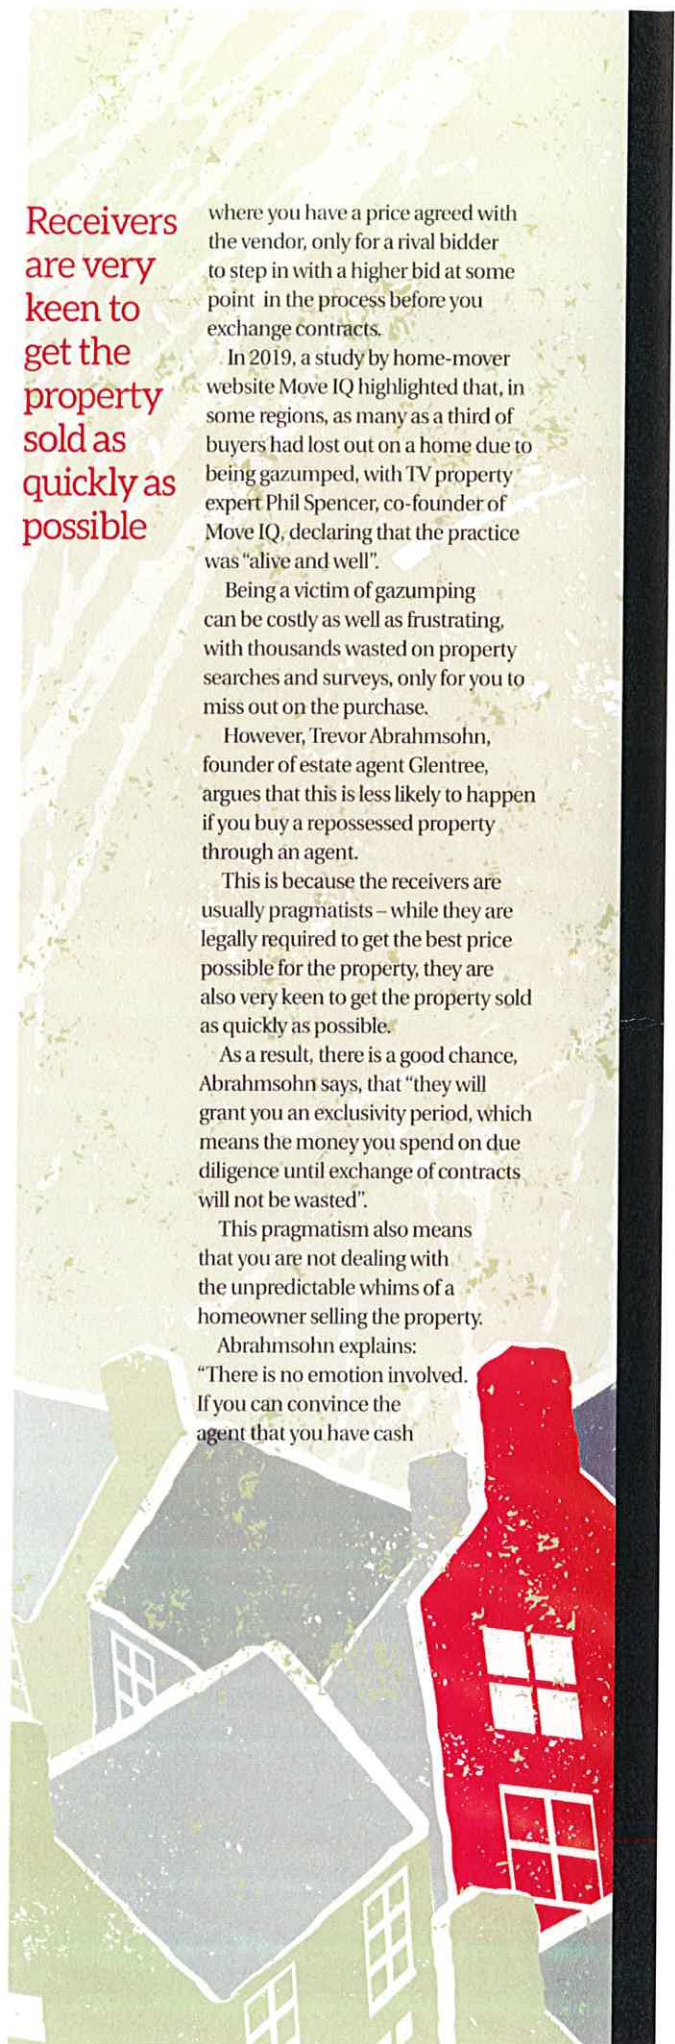 Receivers
are very
keen to
get the
property
sold as
quickly as
possible
where you have a price agreed with
the vendor, only for a rival bidder
to step in with a higher bid at some
point in the process before you
exchange contracts.
In 2019, a study by home-mover
website Move IQ highlighted that, in
some regions, as many as a third of
buyers had lost out on a home due to
being gazumped, with TV property
expert Phil Spencer, co-founder of
Move IQ, declaring that the practice
was “alive and well”.
Being a victim of gazumping
can be costly as well as frustrating,
with thousands wasted on property
searches and surveys, only for you to
miss out on the purchase.
However, Trevor Abrahmsohn,
founder of estate agent Glentree,
argues that this is less likely to happen
if you buy a repossessed property
through an agent.
This is because the receivers are
usually pragmatists – while they are
legally required to get the best price
possible for the property, they are
also very keen to get the property sold
as quickly as possible.
As a result, there is a good chance,
Abrahmsohn says, that “they will
grant you an exclusivity period, which
means the money you spend on due
diligence until exchange of contracts
will not be wasted”.
This pragmatism also means
that you are not dealing with
the unpredictable whims of a
homeowner selling the property.
Abrahmsohn explains:
“There is no emotion involved.
If you can convince the
agent that you have cash